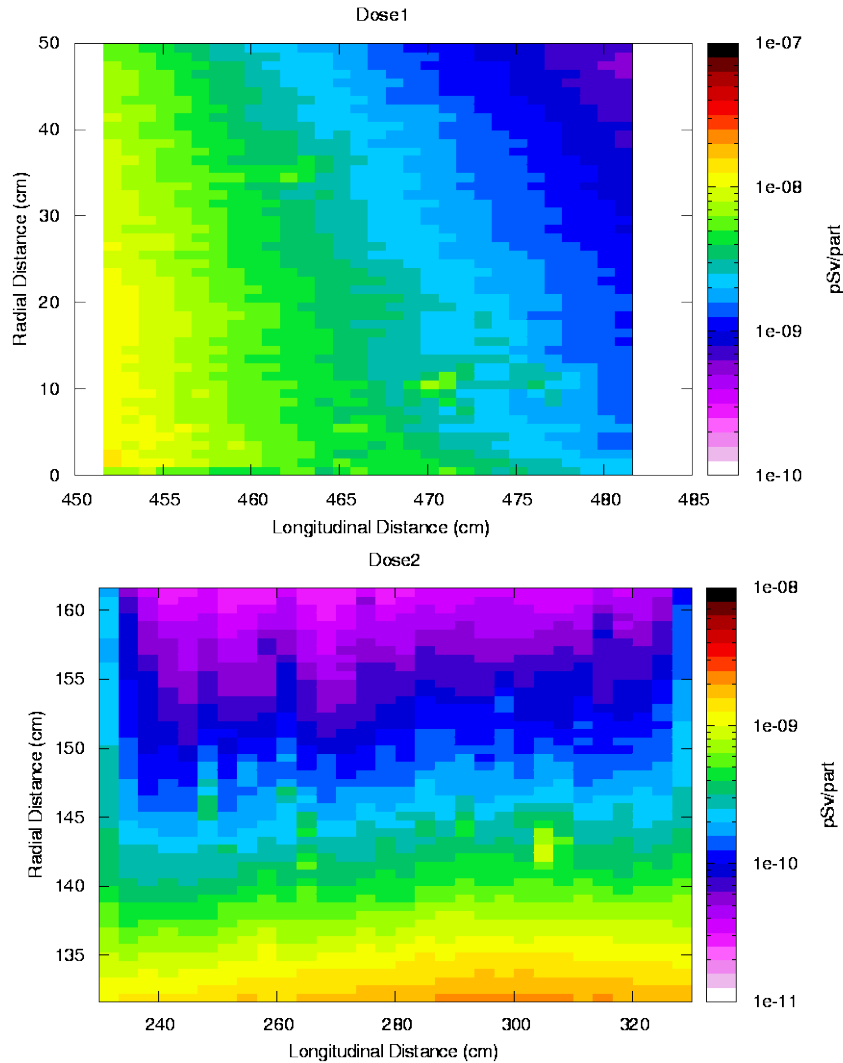 Dose1
50
40
30
20
10
0
Radial Distance (cm)
450
455
460
465
470
475
480
485
Longitudinal Distance (cm)
1e-07
1e-08
1e-09
1e-10
pSv/part
Dose2
160
155
150
145
140
135
Radial Distance (cm)
240
260
280
300
320
Longitudinal Distance (cm)
1e-08
1e-09
1e-10
1e-11
pSv/part